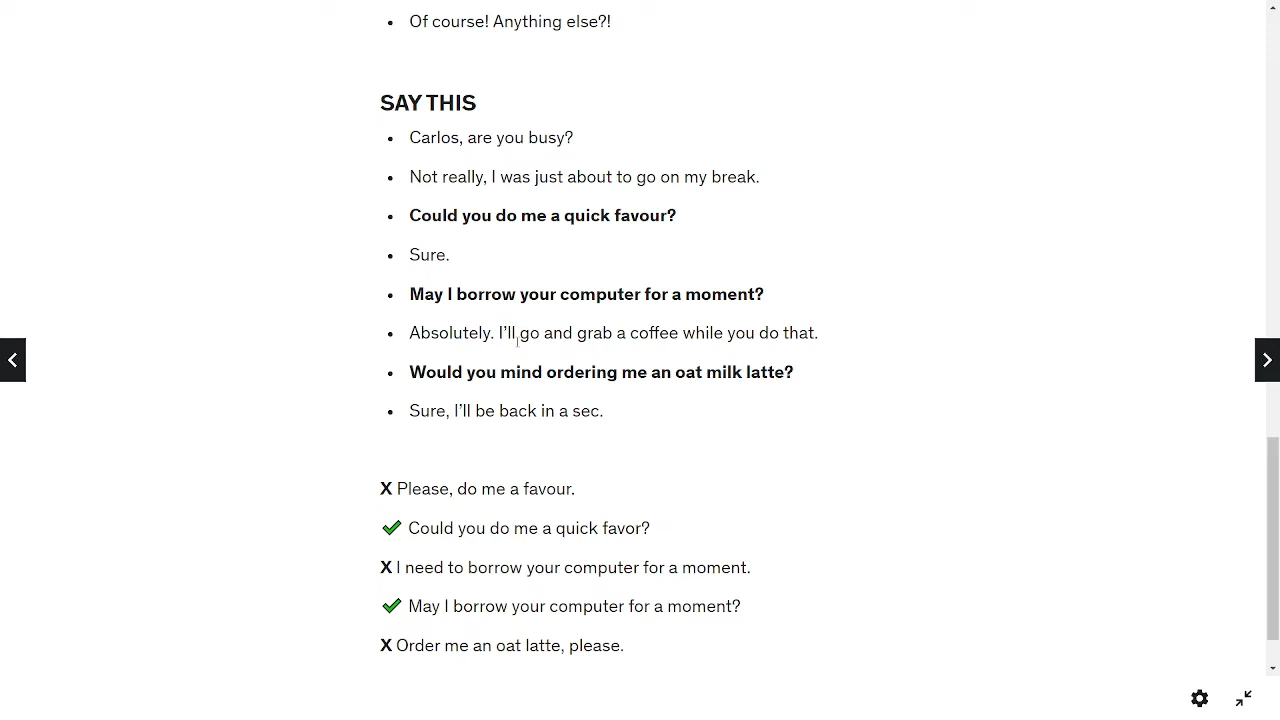 Of course! Anything else?!
SAY THIS
Carlos, are you busy?
Not really, I was just about to go on my break.
Could you do me a quick favour?
Sure.
May I borrow your computer for a moment?
Absolutely. I’ll go and grab a coffee while you do that.
Would you mind ordering me an oat milk latte?
Sure, I’ll be back in a sec.
X Please, do me a favour.
✔ Could you do me a quick favor?
X I need to borrow your computer for a moment.
✔ May I borrow your computer for a moment?
X Order me an oat latte, please.